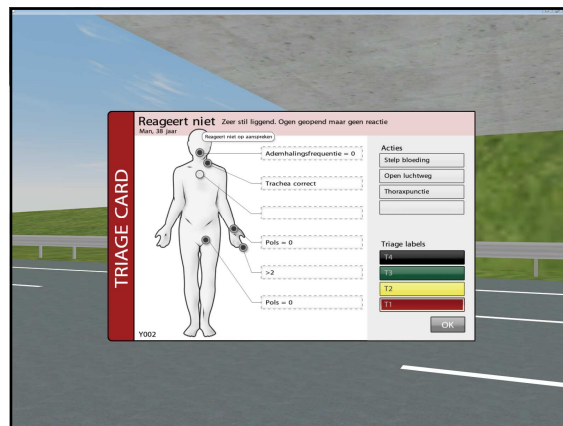 Reageert niet Zeer stil liggend. Ogen geopend maar geen reactie
Man, 38 jaar
Reageert niet op aanspreken
Ademhalingsfrequentie = 0
Trachea correct
Pols = 0
>2
Pols = 0
Y002
TRIAGE CARD
Acties
Stelp bloeding
Open luchtweg
Thoraxpunctie
Triage labels
T4
T3
T2
T1
OK